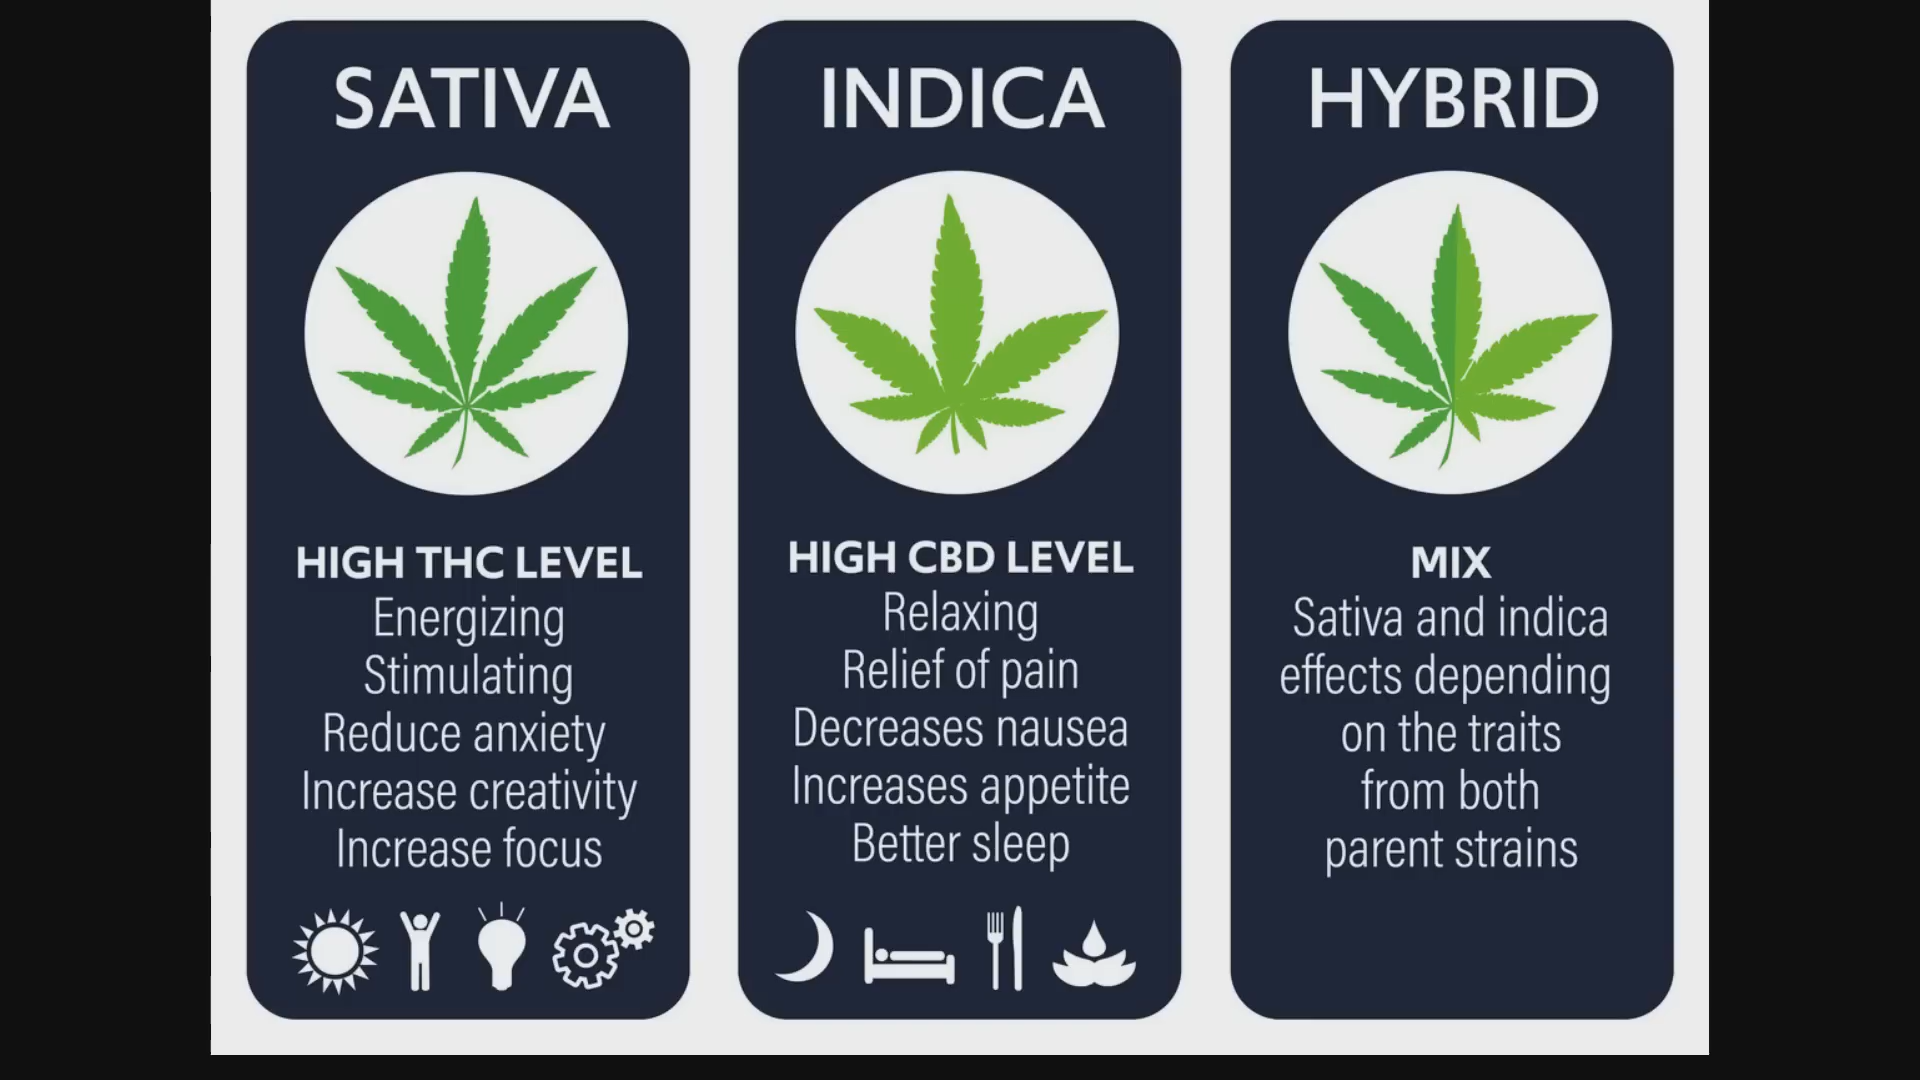 SATIVA
HIGH THC LEVEL
Energizing
Stimulating
Reduce anxiety
Increase creativity
Increase focus
INDICA
HIGH CBD LEVEL
Relaxing
Relief of pain
Decreases nausea
Increases appetite
Better sleep
HYBRID
MIX
Sativa and indica
effects depending
on the traits
from both
parent strains